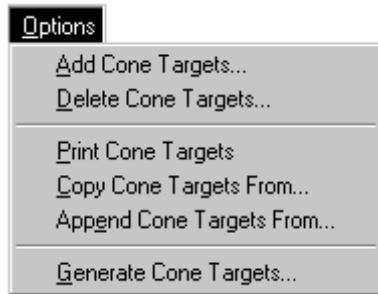 Options
Add Cone Targets...
Delete Cone Targets...
Print Cone Targets
Copy Cone Targets From...
Append Cone Targets From...
Generate Cone Targets...